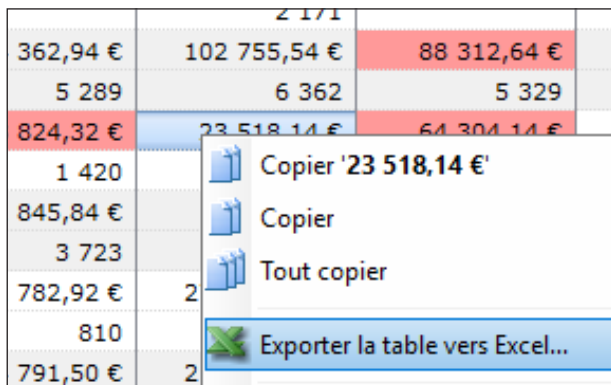 2 171
362,94 € 102 755,54 € 88 312,64 €
5 289 6 362 5 329
824,32 € 23 518,14 € 64 304,14 €
1 420 Copier '23 518,14 €'
845,84 € Copier
3 723 Tout copier
782,92 € 2
810 Exporter la table vers Excel...
791,50 € 2